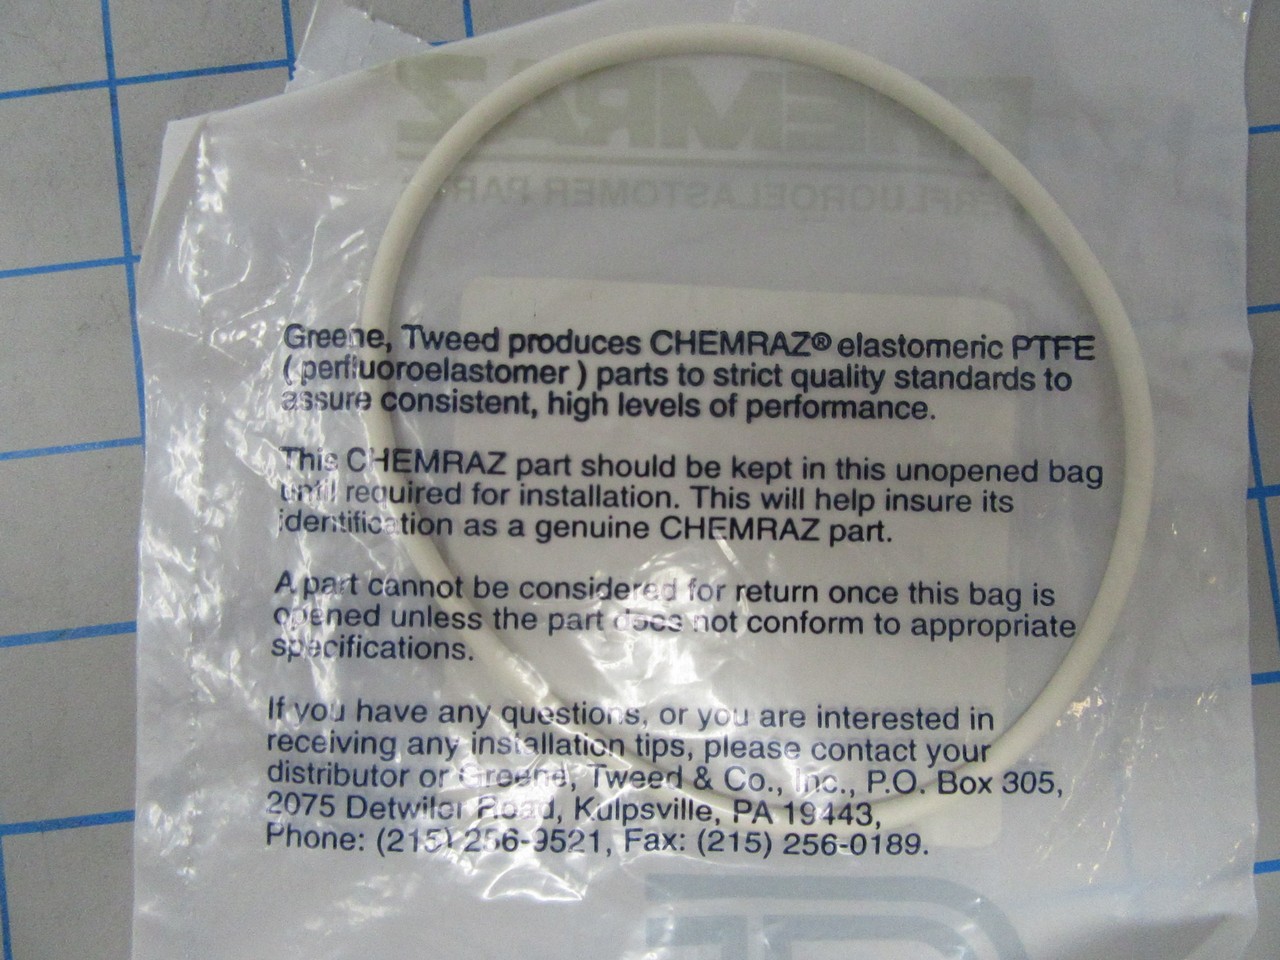 CHEMRAZ
PERFLUOROELASTOMER PARTS
Greene, Tweed produces CHEMRAZ® elastomeric PTFE
( perfluoroelastomer ) parts to strict quality standards to
assure consistent, high levels of performance.
This CHEMRAZ part should be kept in this unopened bag
until required for installation. This will help insure its
identification as a genuine CHEMRAZ part.
A part cannot be considered for return once this bag is
opened unless the part does not conform to appropriate
specifications.
If you have any questions, or you are interested in
receiving any installation tips, please contact your
distributor or Greene, Tweed & Co., Inc., P.O. Box 305,
2075 Detwiler Road, Kulpsville, PA 19443,
Phone: (215) 256-9521, Fax: (215) 256-0189.